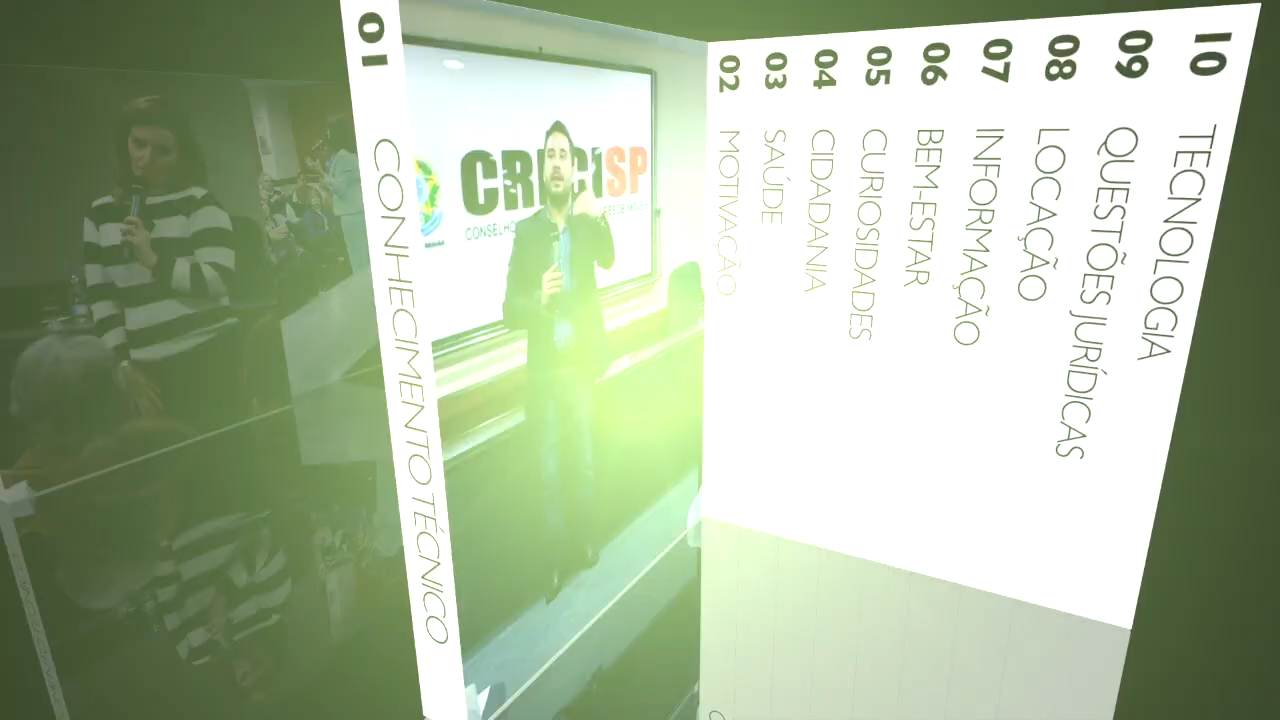 01 CONHECIMENTO TÉCNICO
CRECISP
CONSELHO
02 MOTIVAÇÃO
03 SAÚDE
04 CIDADANIA
05 CURIOSIDADES
06 BEM-ESTAR
07 INFORMAÇÃO
08 LOCAÇÃO
09 QUESTÕES JURÍDICAS
10 TECNOLOGIA